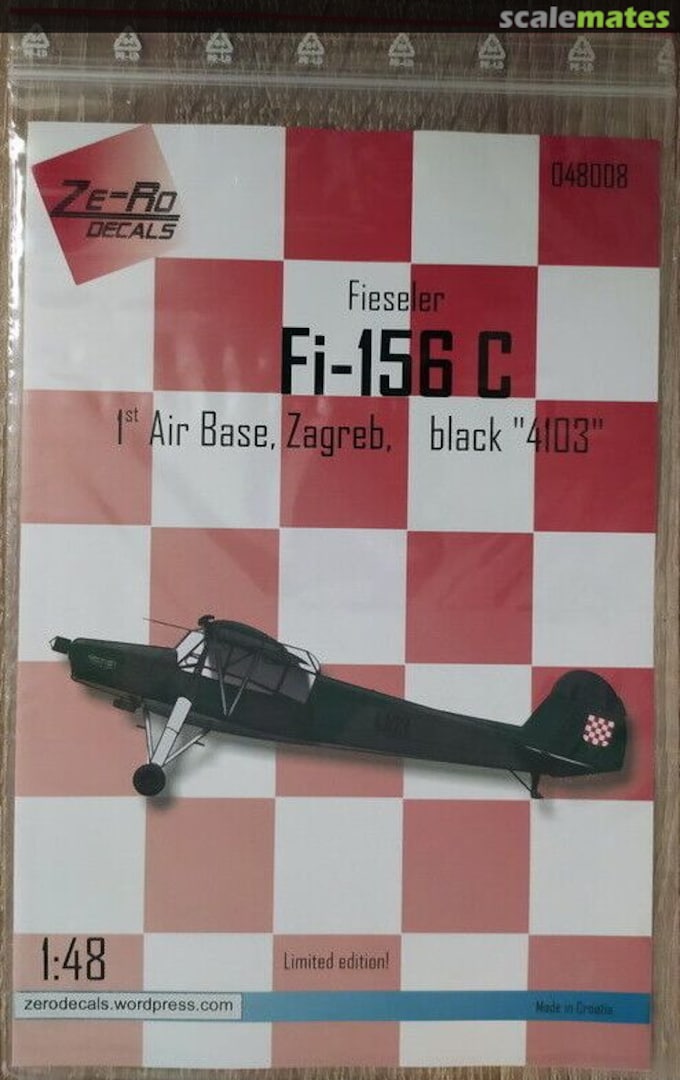 scalemates
048008
ZE-RO
DECALS
Fieseler
Fi-156 C
1st Air Base, Zagreb, black "4103"
4103
1:48
Limited edition!
zerodecals.wordpress.com
Made in Croatia